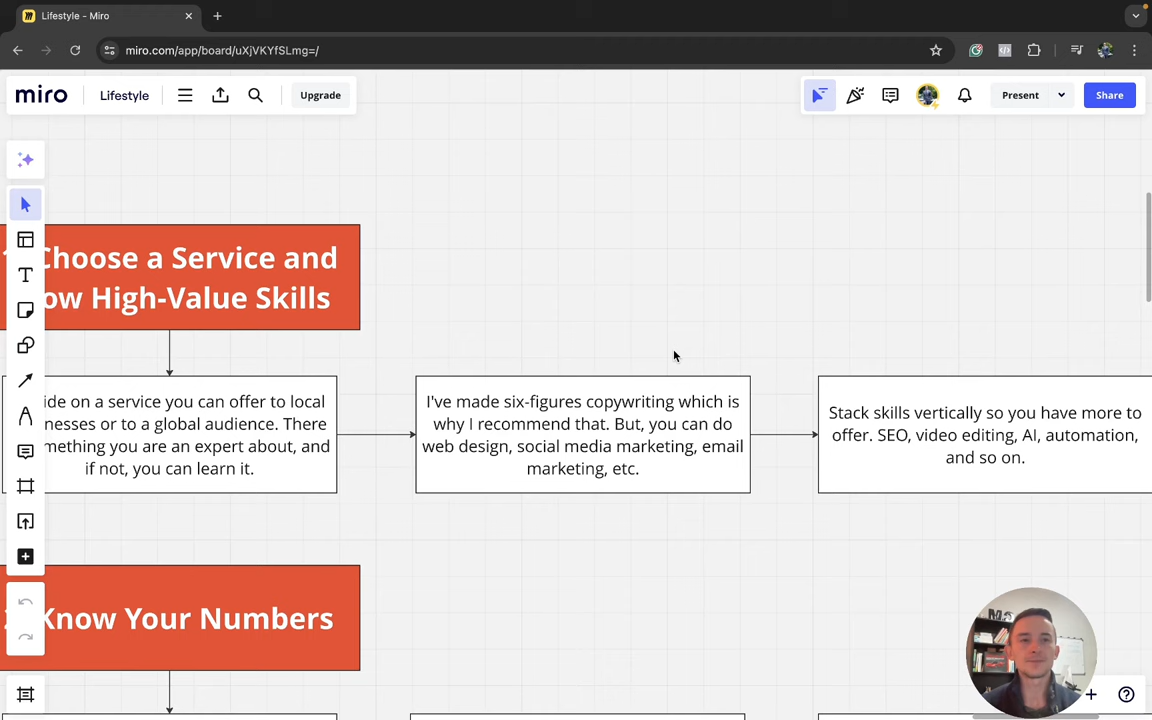 Lifestyle - Miro
miro.com/app/board/uXjVKYfSLmg=/
miro
Lifestyle
Upgrade
Present
Share
Choose a Service and
High-Value Skills
on a service you can offer to local
or to a global audience. There
you are an expert about, and
if not, you can learn it.
I've made six-figures copywriting which is
why I recommend that. But, you can do
web design, social media marketing, email
marketing, etc.
Stack skills vertically so you have more to
offer. SEO, video editing, AI, automation,
and so on.
Know Your Numbers